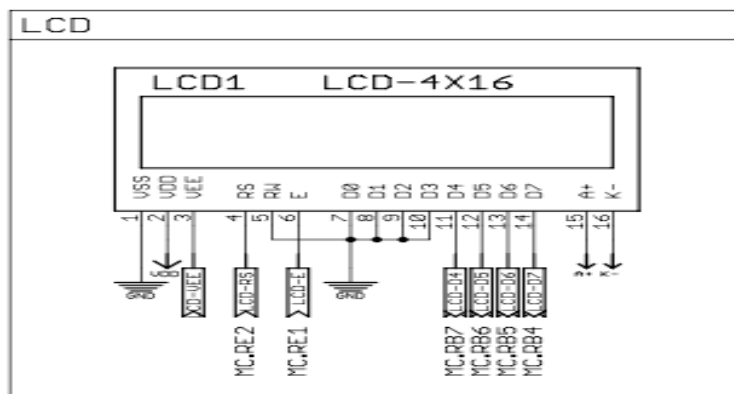 LCD
LCD1 LCD-4X16
VSS VDD VEE RS RW E D0 D1 D2 D3 D4 D5 D6 D7 A+ K-
1 2 3 4 5 6 7 8 9 10 11 12 13 14 15 16
GND CD-VEE LCD-RS LCD-E GND LCD-D4 LCD-D5 LCD-D6 LCD-D7 A+ K-
MC.RE2 MC.RE1 MC.RB7 MC.RB6 MC.RB5 MC.RB4